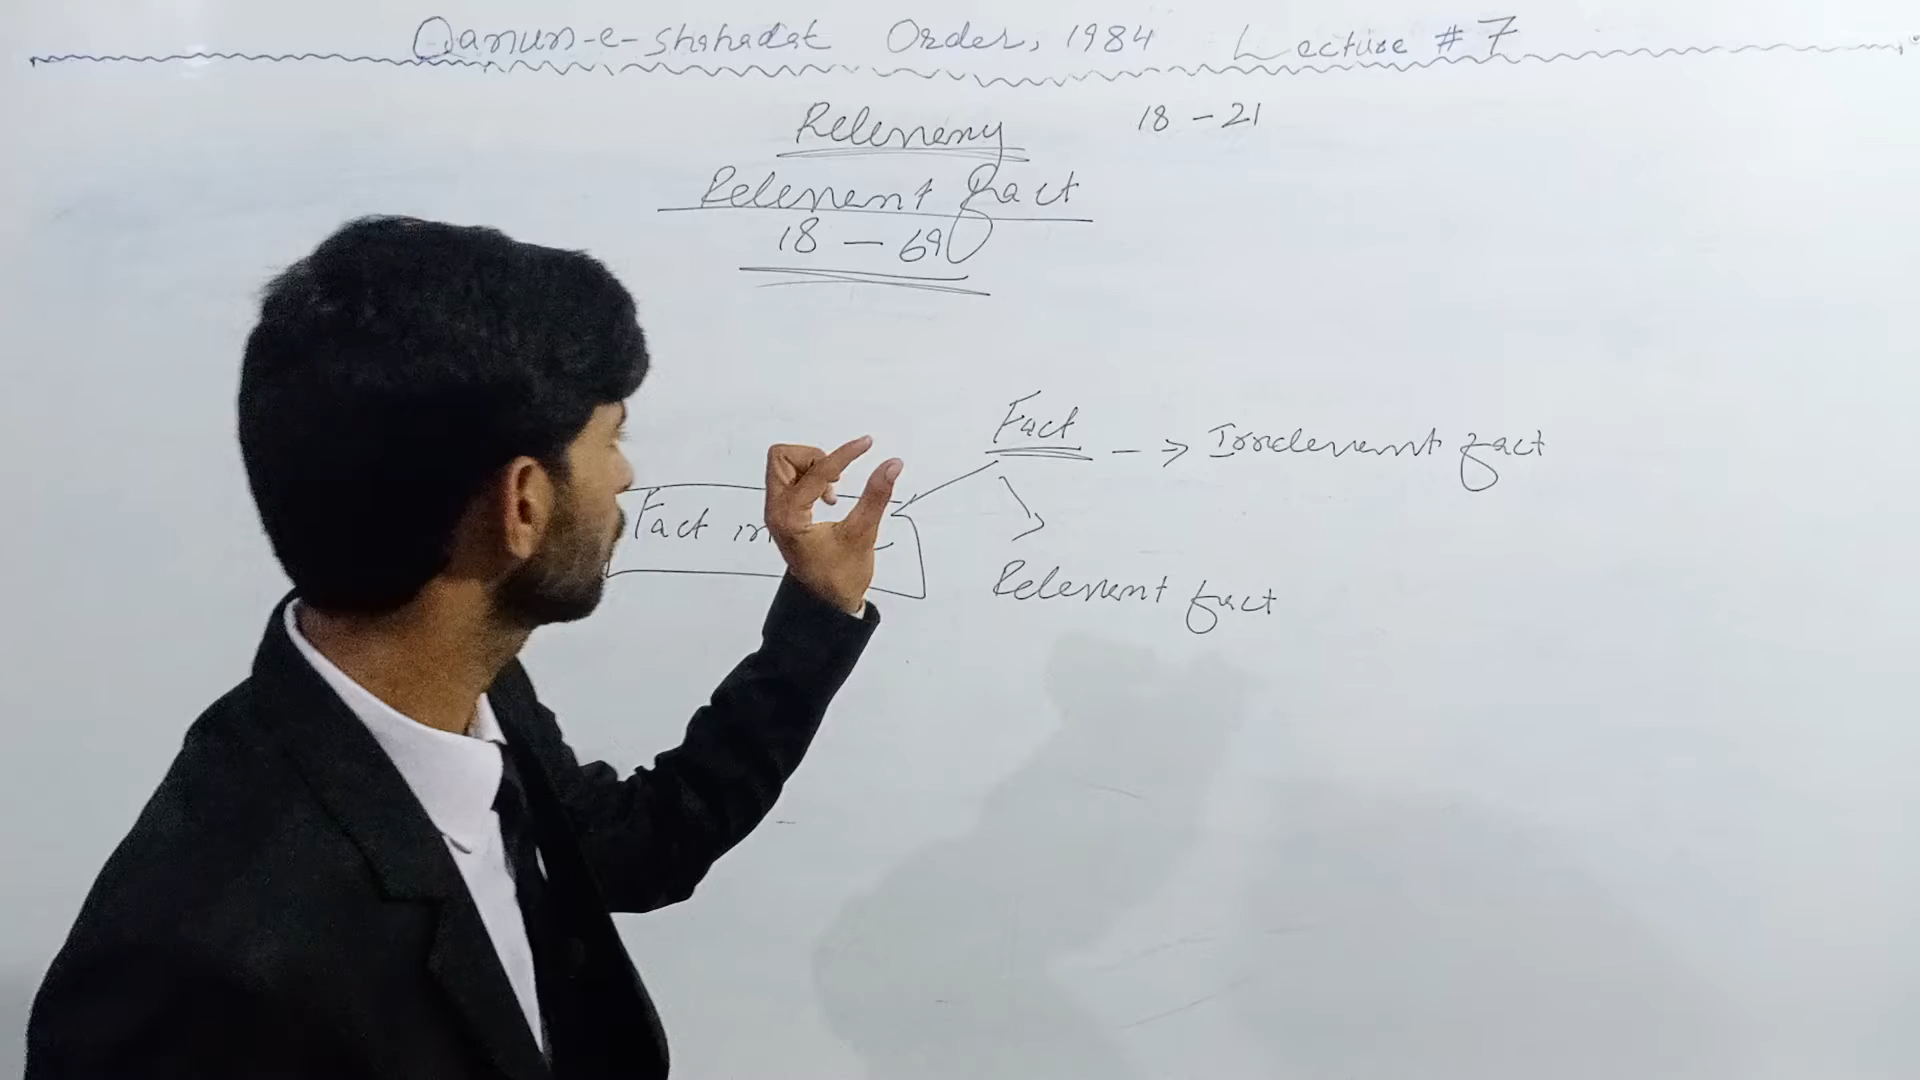 Qanun-e-Shahadat Order, 1984 Lecture # 7
Relevency 18 - 21
Relevent fact
18 - 69
Fact -> Irrelevent fact
Fact in
Relevent fact